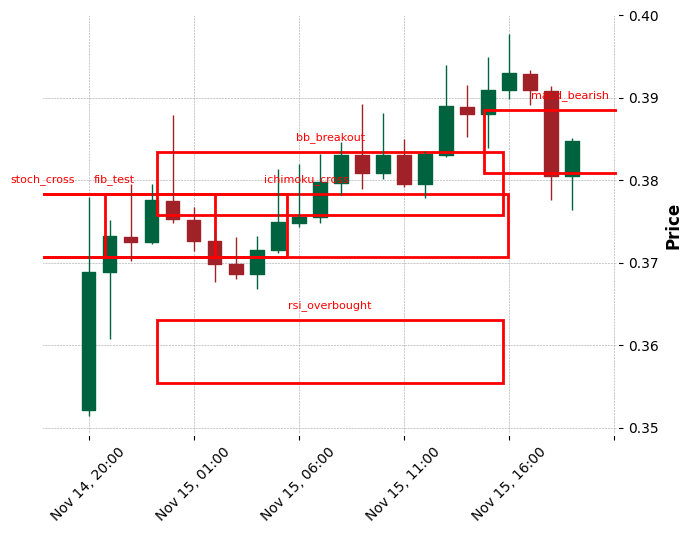 0.40
macd_bearish
0.39
bb_breakout
stoch_cross fib_test ichimoku_cross
0.38
Price
0.37
rsi_overbought
0.36
0.35
Nov 14, 20:00
Nov 15, 01:00
Nov 15, 06:00
Nov 15, 11:00
Nov 15, 16:00